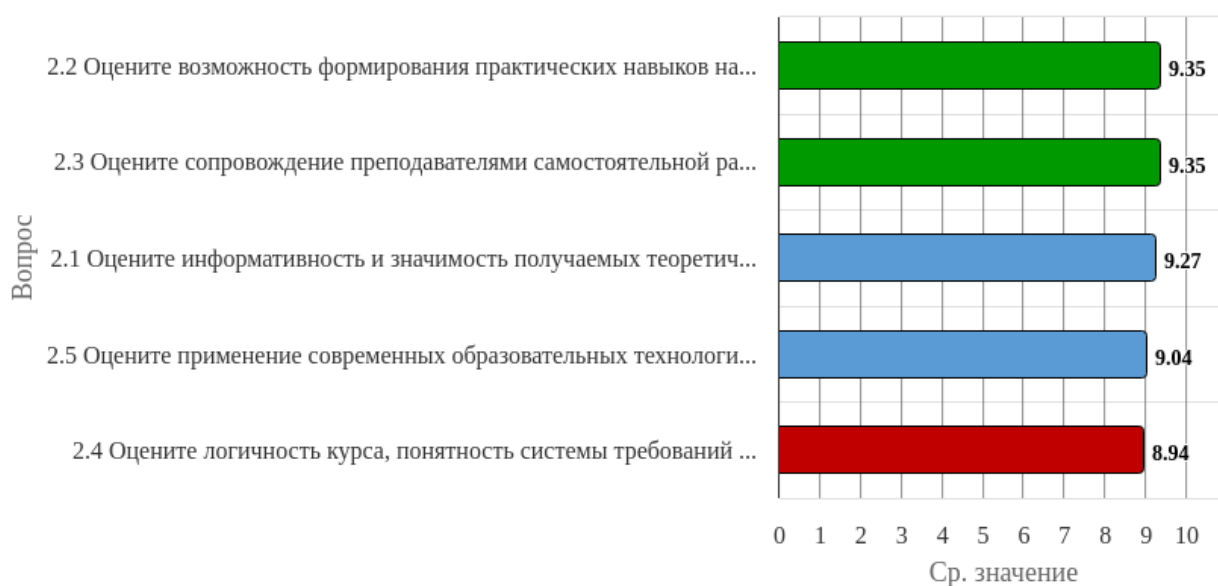 2.2 Оцените возможность формирования практических навыков на...
9.35
2.3 Оцените сопровождение преподавателями самостоятельной ра...
9.35
2.1 Оцените информативность и значимость получаемых теоретич...
9.27
2.5 Оцените применение современных образовательных технологи...
9.04
2.4 Оцените логичность курса, понятность системы требований ...
8.94
Вопрос
0 1 2 3 4 5 6 7 8 9 10
Ср. значение